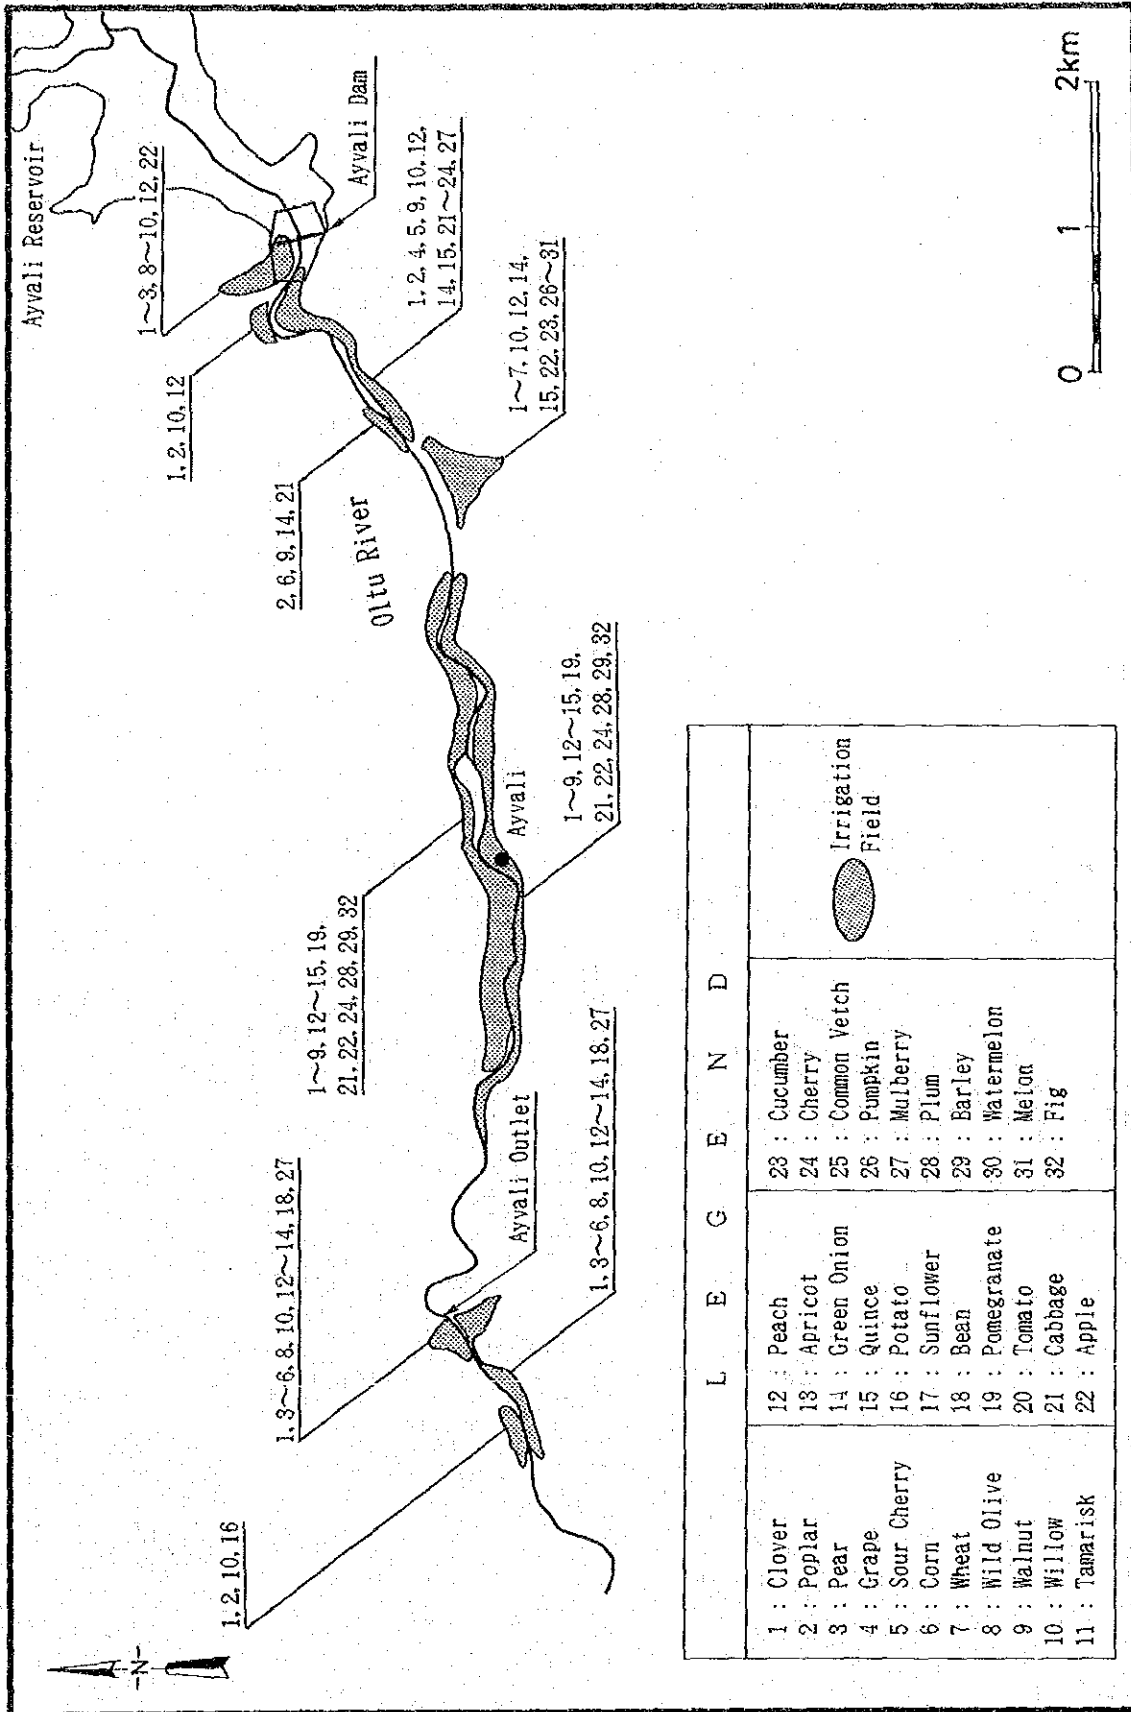 Ayvali Reservoir
1~3, 8~10, 12, 22
Ayvali Dam
1, 2, 10, 12
1, 2, 4, 5, 9, 10, 12,
14, 15, 21~24, 27
2, 6, 9, 14, 21
1~7, 10, 12, 14,
15, 22, 23, 26~31
Oltu River
1~9, 12~15, 19,
21, 22, 24, 28, 29, 32
Ayvali
1~9, 12~15, 19,
21, 22, 24, 28, 29, 32
1, 3~6, 8, 10, 12~14, 18, 27
Ayvali Outlet
1, 3~6, 8, 10, 12~14, 18, 27
1, 2, 10, 16
-N-
0 1 2km
LEGEND
1 : Clover
2 : Poplar
3 : Pear
4 : Grape
5 : Sour Cherry
6 : Corn
7 : Wheat
8 : Wild Olive
9 : Walnut
10 : Willow
11 : Tamarisk
12 : Peach
13 : Apricot
14 : Green Onion
15 : Quince
16 : Potato
17 : Sunflower
18 : Bean
19 : Pomegranate
20 : Tomato
21 : Cabbage
22 : Apple
23 : Cucumber
24 : Cherry
25 : Common Vetch
26 : Pumpkin
27 : Mulberry
28 : Plum
29 : Barley
30 : Watermelon
31 : Melon
32 : Fig
Irrigation
Field